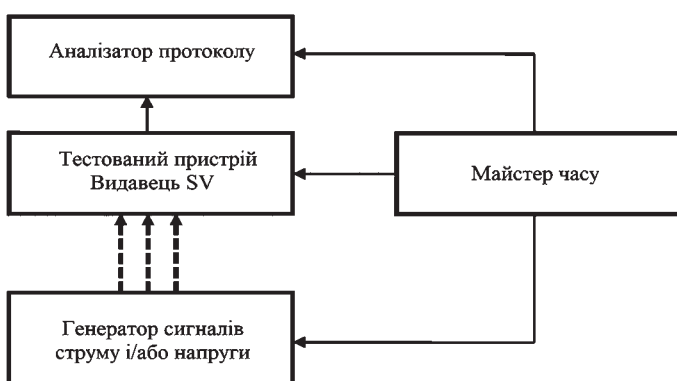 Аналізатор протоколу
Тестований пристрій
Видавець SV
Майстер часу
Генератор сигналів
струму і/або напруги